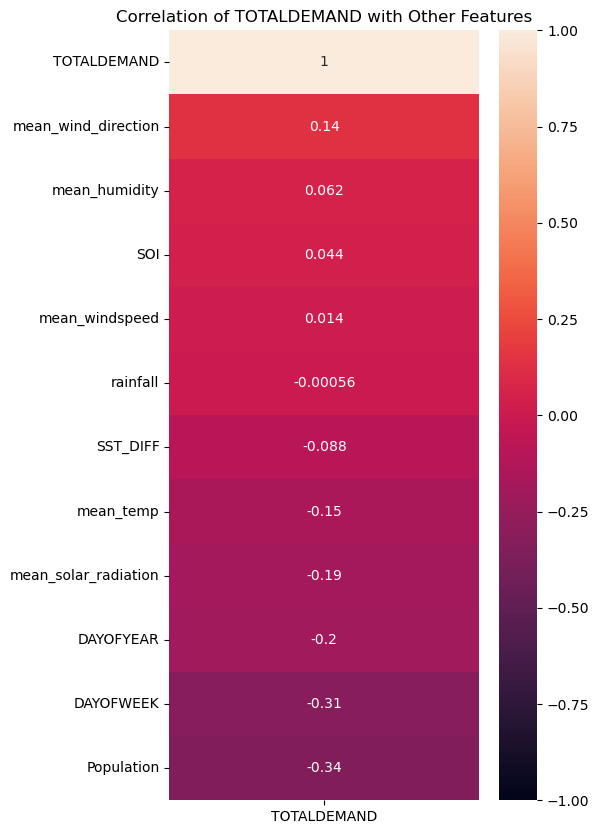 Correlation of TOTALDEMAND with Other Features
TOTALDEMAND 1
mean_wind_direction 0.14
mean_humidity 0.062
SOI 0.044
mean_windspeed 0.014
rainfall -0.00056
SST_DIFF -0.088
mean_temp -0.15
mean_solar_radiation -0.19
DAYOFYEAR -0.2
DAYOFWEEK -0.31
Population -0.34
TOTALDEMAND
1.00
0.75
0.50
0.25
0.00
−0.25
−0.50
−0.75
−1.00